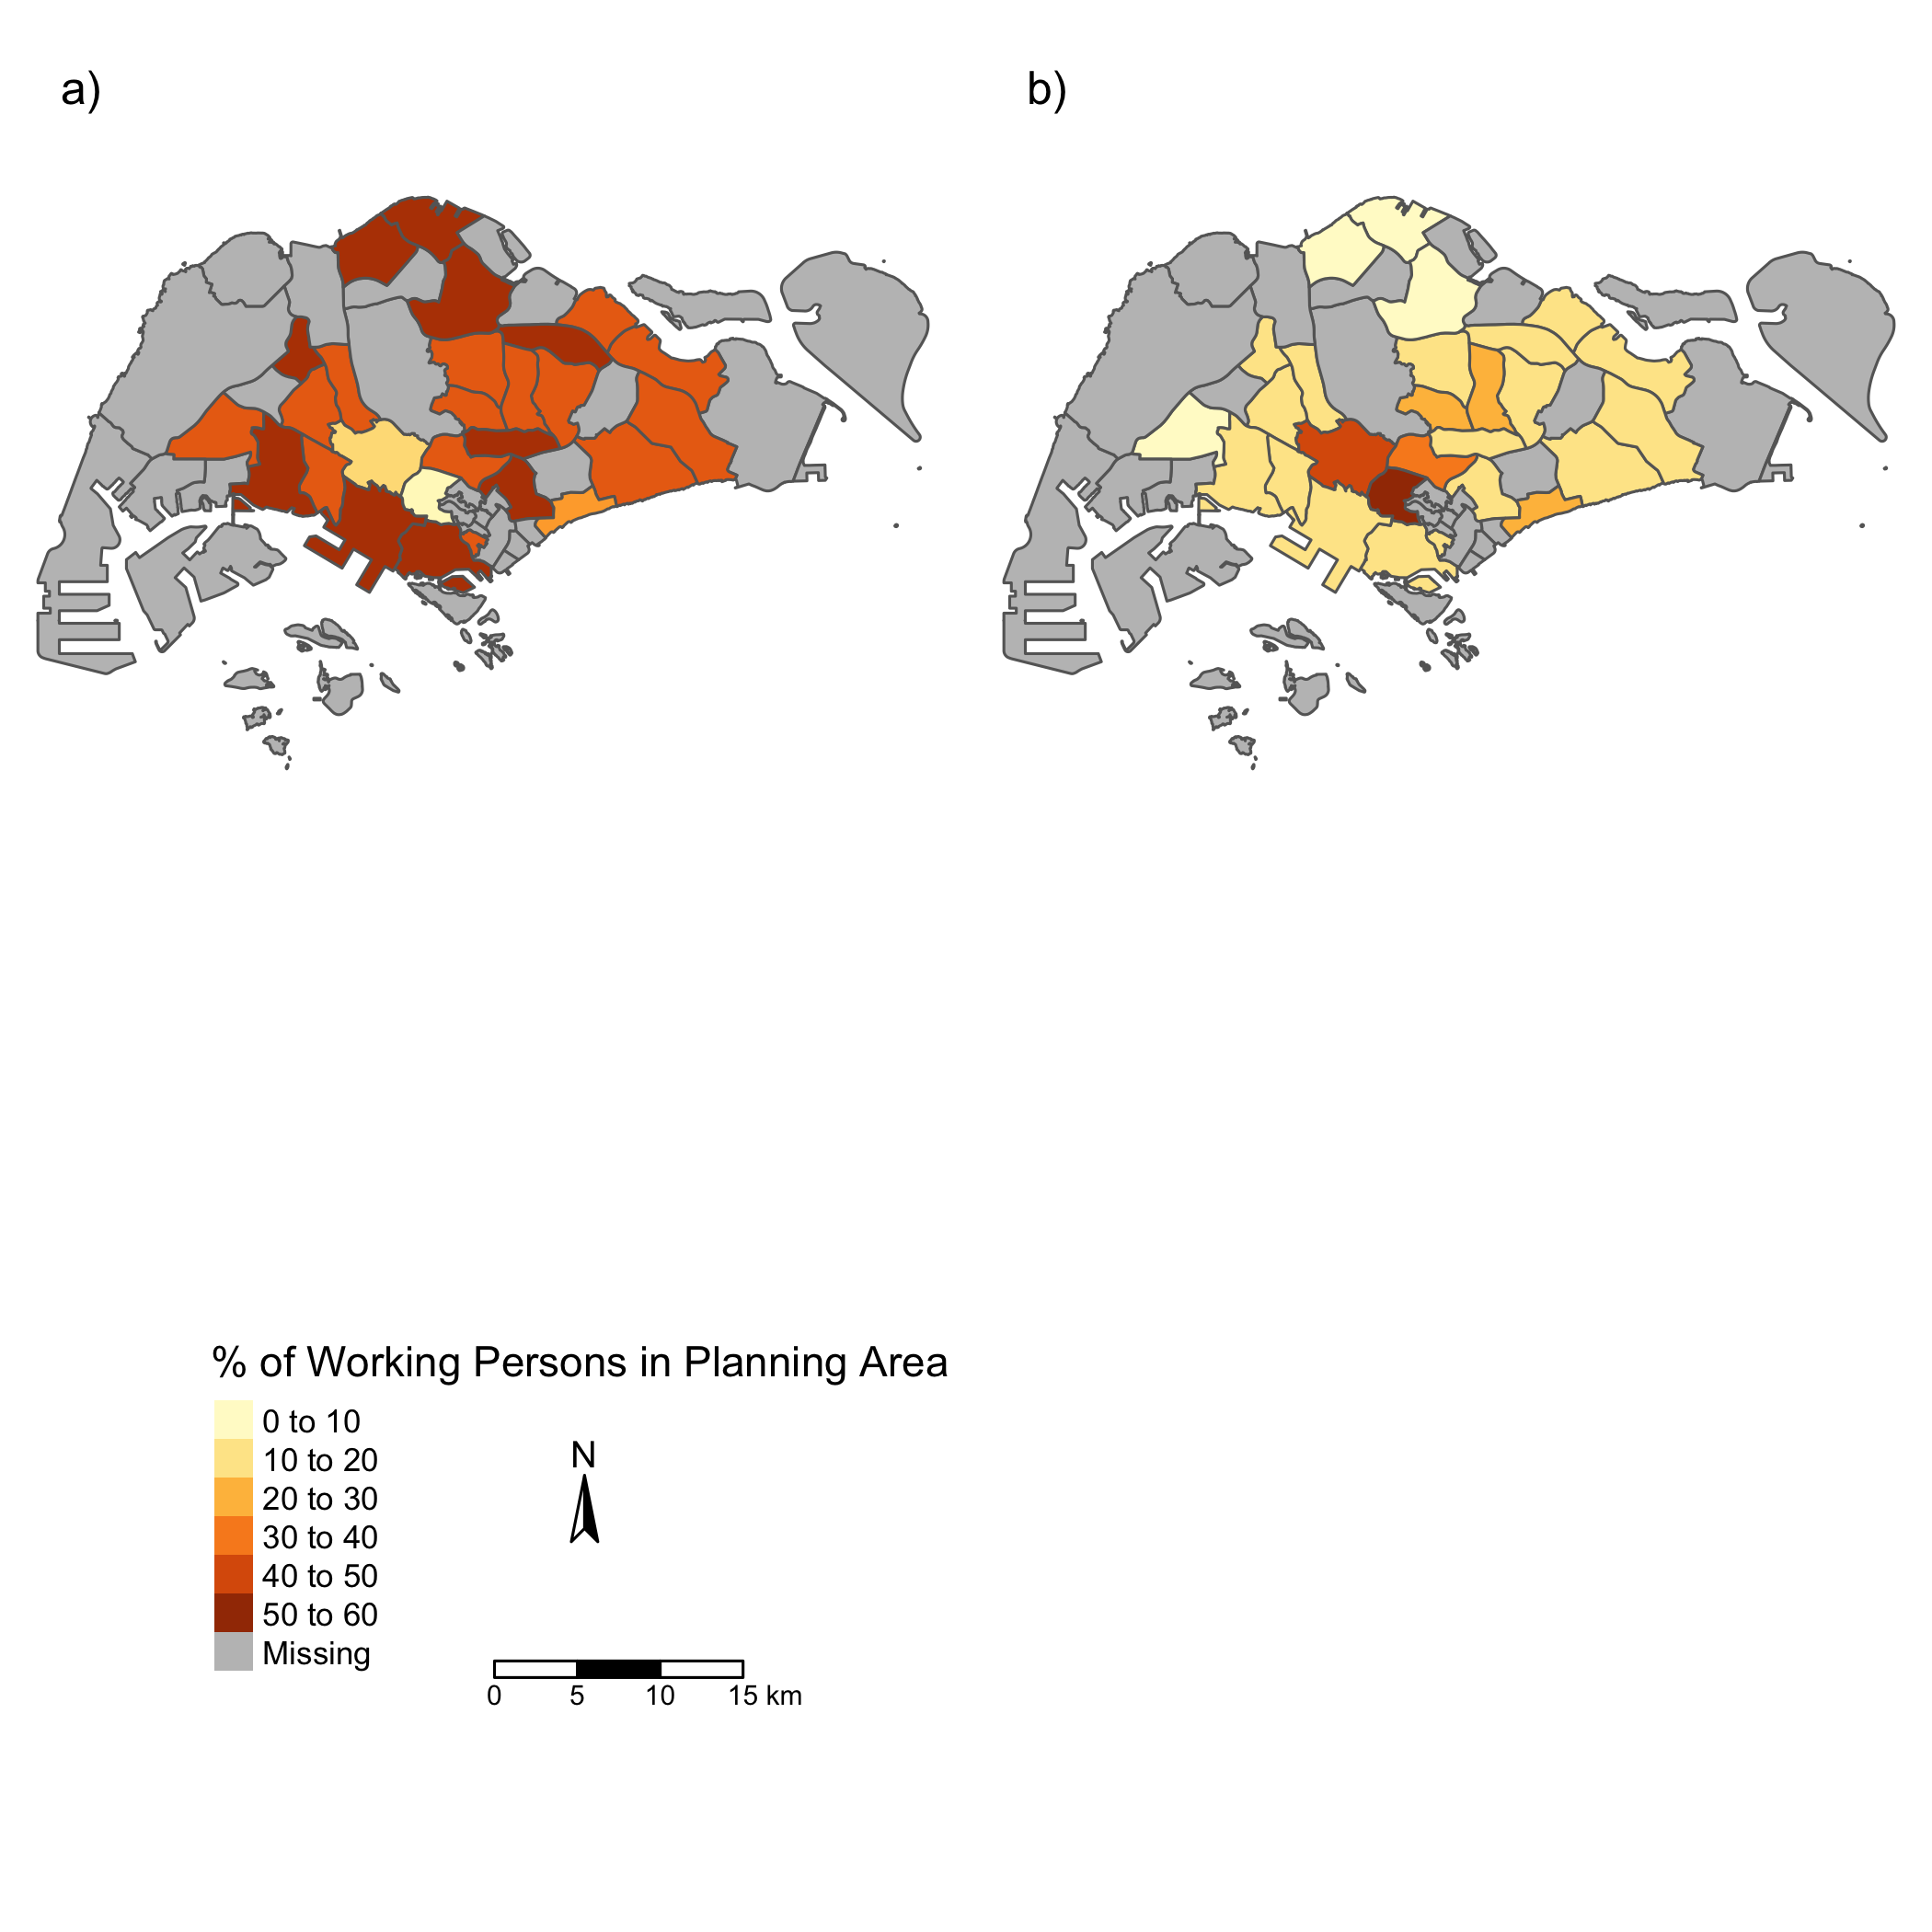 a)
b)
% of Working Persons in Planning Area
0 to 10
10 to 20
20 to 30
30 to 40
40 to 50
50 to 60
Missing
N
0 5 10 15 km